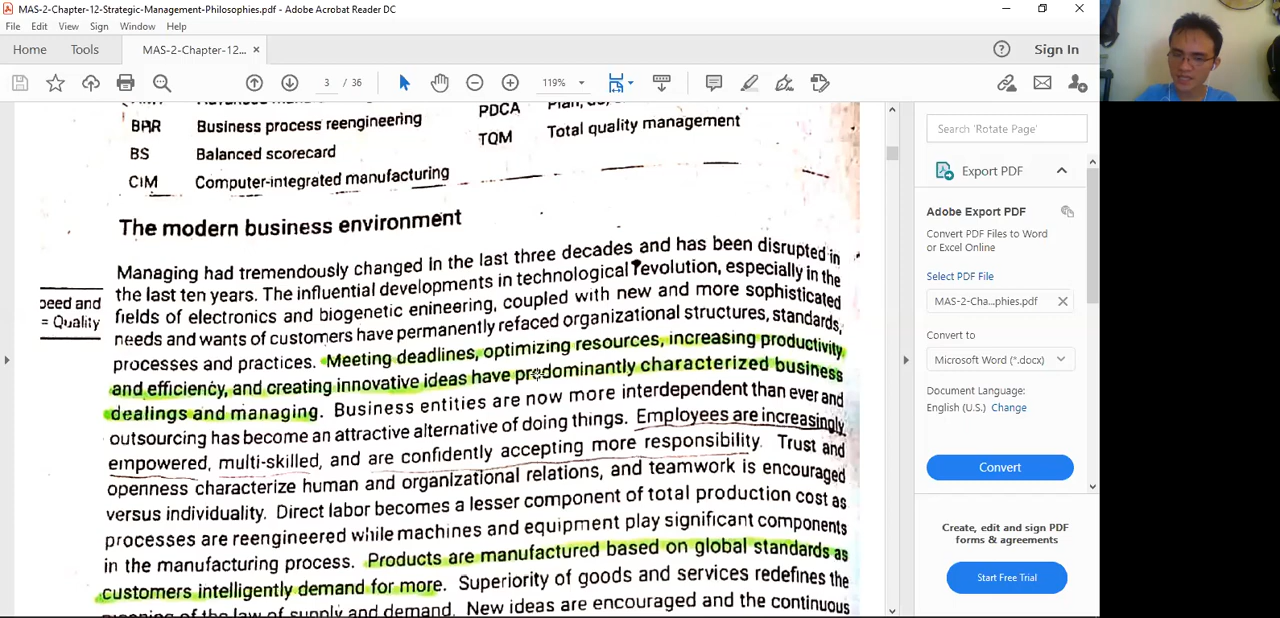 MAS-2-Chapter-12-Strategic-Management-Philosophies.pdf - Adobe Acrobat Reader DC
File Edit View Sign Window Help
Home Tools MAS-2-Chapter-12... × Sign In
3 / 36 119%
BPR Business process reengineering PDCA Plan, do,
BS Balanced scorecard TQM Total quality management
CIM Computer-integrated manufacturing
The modern business environment
Managing had tremendously changed in the last three decades and has been disrupted in
the last ten years. The influential developments in technological revolution, especially in the
fields of electronics and biogenetic enineering, coupled with new and more sophisticated
needs and wants of customers have permanently refaced organizational structures, standards,
processes and practices. Meeting deadlines, optimizing resources, increasing productivity
and efficiency, and creating innovative ideas have predominantly characterized business
dealings and managing. Business entities are now more interdependent than ever and
outsourcing has become an attractive alternative of doing things. Employees are increasingly
empowered, multi-skilled, and are confidently accepting more responsibility. Trust and
openness characterize human and organizational relations, and teamwork is encouraged
versus individuality. Direct labor becomes a lesser component of total production cost as
processes are reengineered while machines and equipment play significant components
in the manufacturing process. Products are manufactured based on global standards as
customers intelligently demand for more. Superiority of goods and services redefines the
of the law of supply and demand. New ideas are encouraged and the continuous
and
= Quality
Search 'Rotate Page'
Export PDF
Adobe Export PDF
Convert PDF Files to Word
or Excel Online
Select PDF File
MAS-2-Cha...phies.pdf
Convert to
Microsoft Word (*.docx)
Document Language:
English (U.S.) Change
Convert
Create, edit and sign PDF
forms & agreements
Start Free Trial